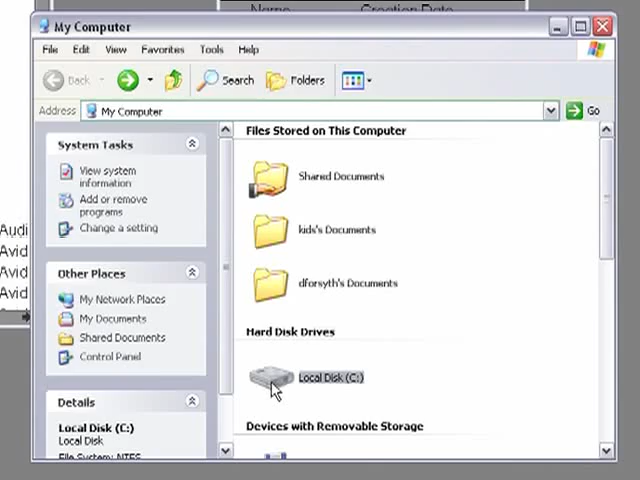 Name Creation Date
My Computer
File Edit View Favorites Tools Help
Back Search Folders
Address My Computer Go
System Tasks
View system
information
Add or remove
programs
Change a setting
Other Places
My Network Places
My Documents
Shared Documents
Control Panel
Details
Local Disk (C:)
Local Disk
File System: NTFS
Files Stored on This Computer
Shared Documents
kids's Documents
dforsyth's Documents
Hard Disk Drives
Local Disk (C:)
Devices with Removable Storage
Audi
Avid
Avid
Avid